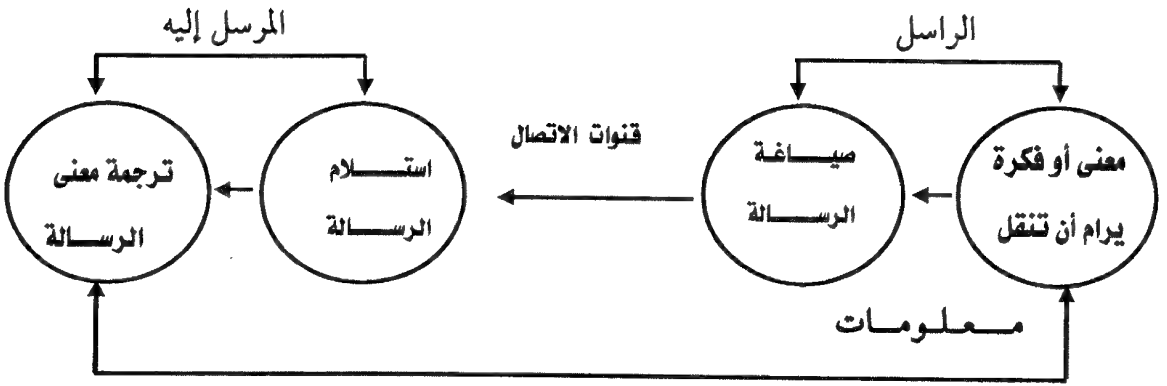 الراسل
المرسل إليه
معنى أو فكرة
يرام أن تنقل
صياغة
الرسالة
قنوات الاتصال
استلام
الرسالة
ترجمة معنى
الرسالة
معلومات